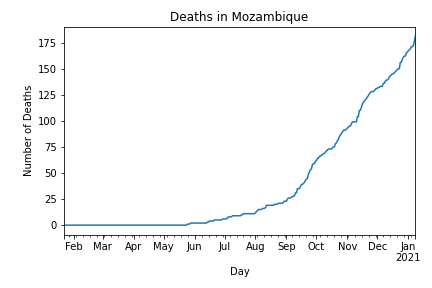 Deaths in Mozambique
175
150
125
100
75
50
25
0
Number of Deaths
Feb Mar Apr May Jun Jul Aug Sep Oct Nov Dec Jan
2021
Day